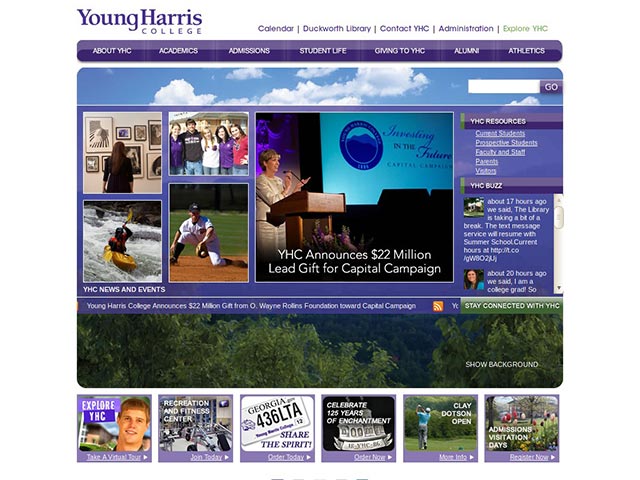 Young Harris
COLLEGE
Calendar | Duckworth Library | Contact YHC | Administration | Explore YHC
ABOUT YHC ACADEMICS ADMISSIONS STUDENT LIFE GIVING TO YHC ALUMNI ATHLETICS
GO
YHC RESOURCES
Current Students
Prospective Students
Faculty and Staff
Parents
Visitors
Investing
IN THE
Future
CAPITAL CAMPAIGN
YHC Announces $22 Million
Lead Gift for Capital Campaign
YHC BUZZ
about 17 hours ago
we said, The Library
is taking a bit of a
break. The text message
service will resume with
Summer School.Current
hours at http://t.co
/gW8O2jUj
about 20 hours ago
we said, I am a
college grad! So
YHC NEWS AND EVENTS
Young Harris College Announces $22 Million Gift from O. Wayne Rollins Foundation toward Capital Campaign
STAY CONNECTED WITH YHC
SHOW BACKGROUND
EXPLORE
YHC
Take A Virtual Tour
RECREATION
AND FITNESS
CENTER
Join Today
GEORGIA
436LTA
12
Young Harris College
SHARE
THE SPIRIT!
Order Today
CELEBRATE
125 YEARS
OF ENCHANTMENT
Order Now
CLAY
DOTSON
OPEN
More Info
ADMISSIONS
VISITATION
DAYS
Register Now